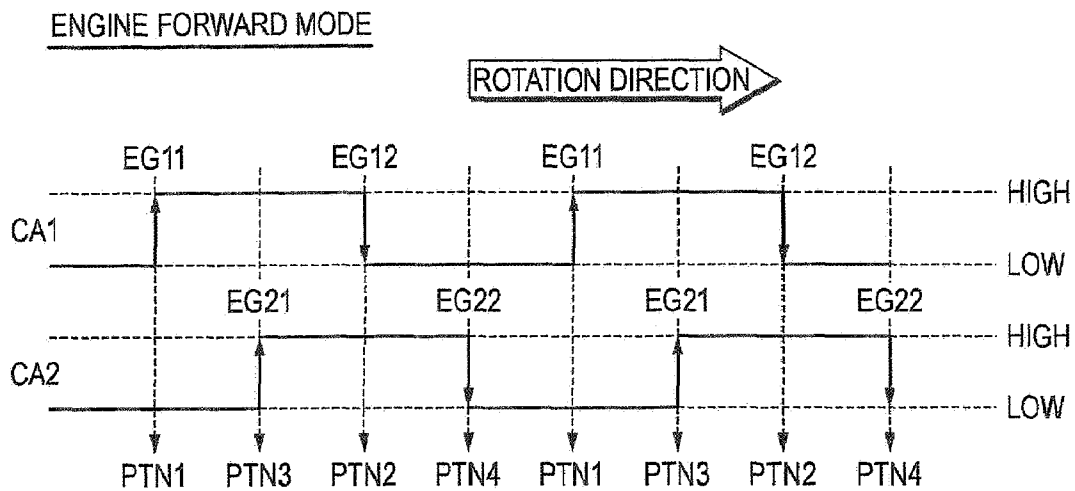 ENGINE FORWARD MODE
ROTATION DIRECTION
EG11 EG12 EG11 EG12
HIGH
CA1
LOW
EG21 EG22 EG21 EG22
HIGH
CA2
LOW
PTN1 PTN3 PTN2 PTN4 PTN1 PTN3 PTN2 PTN4